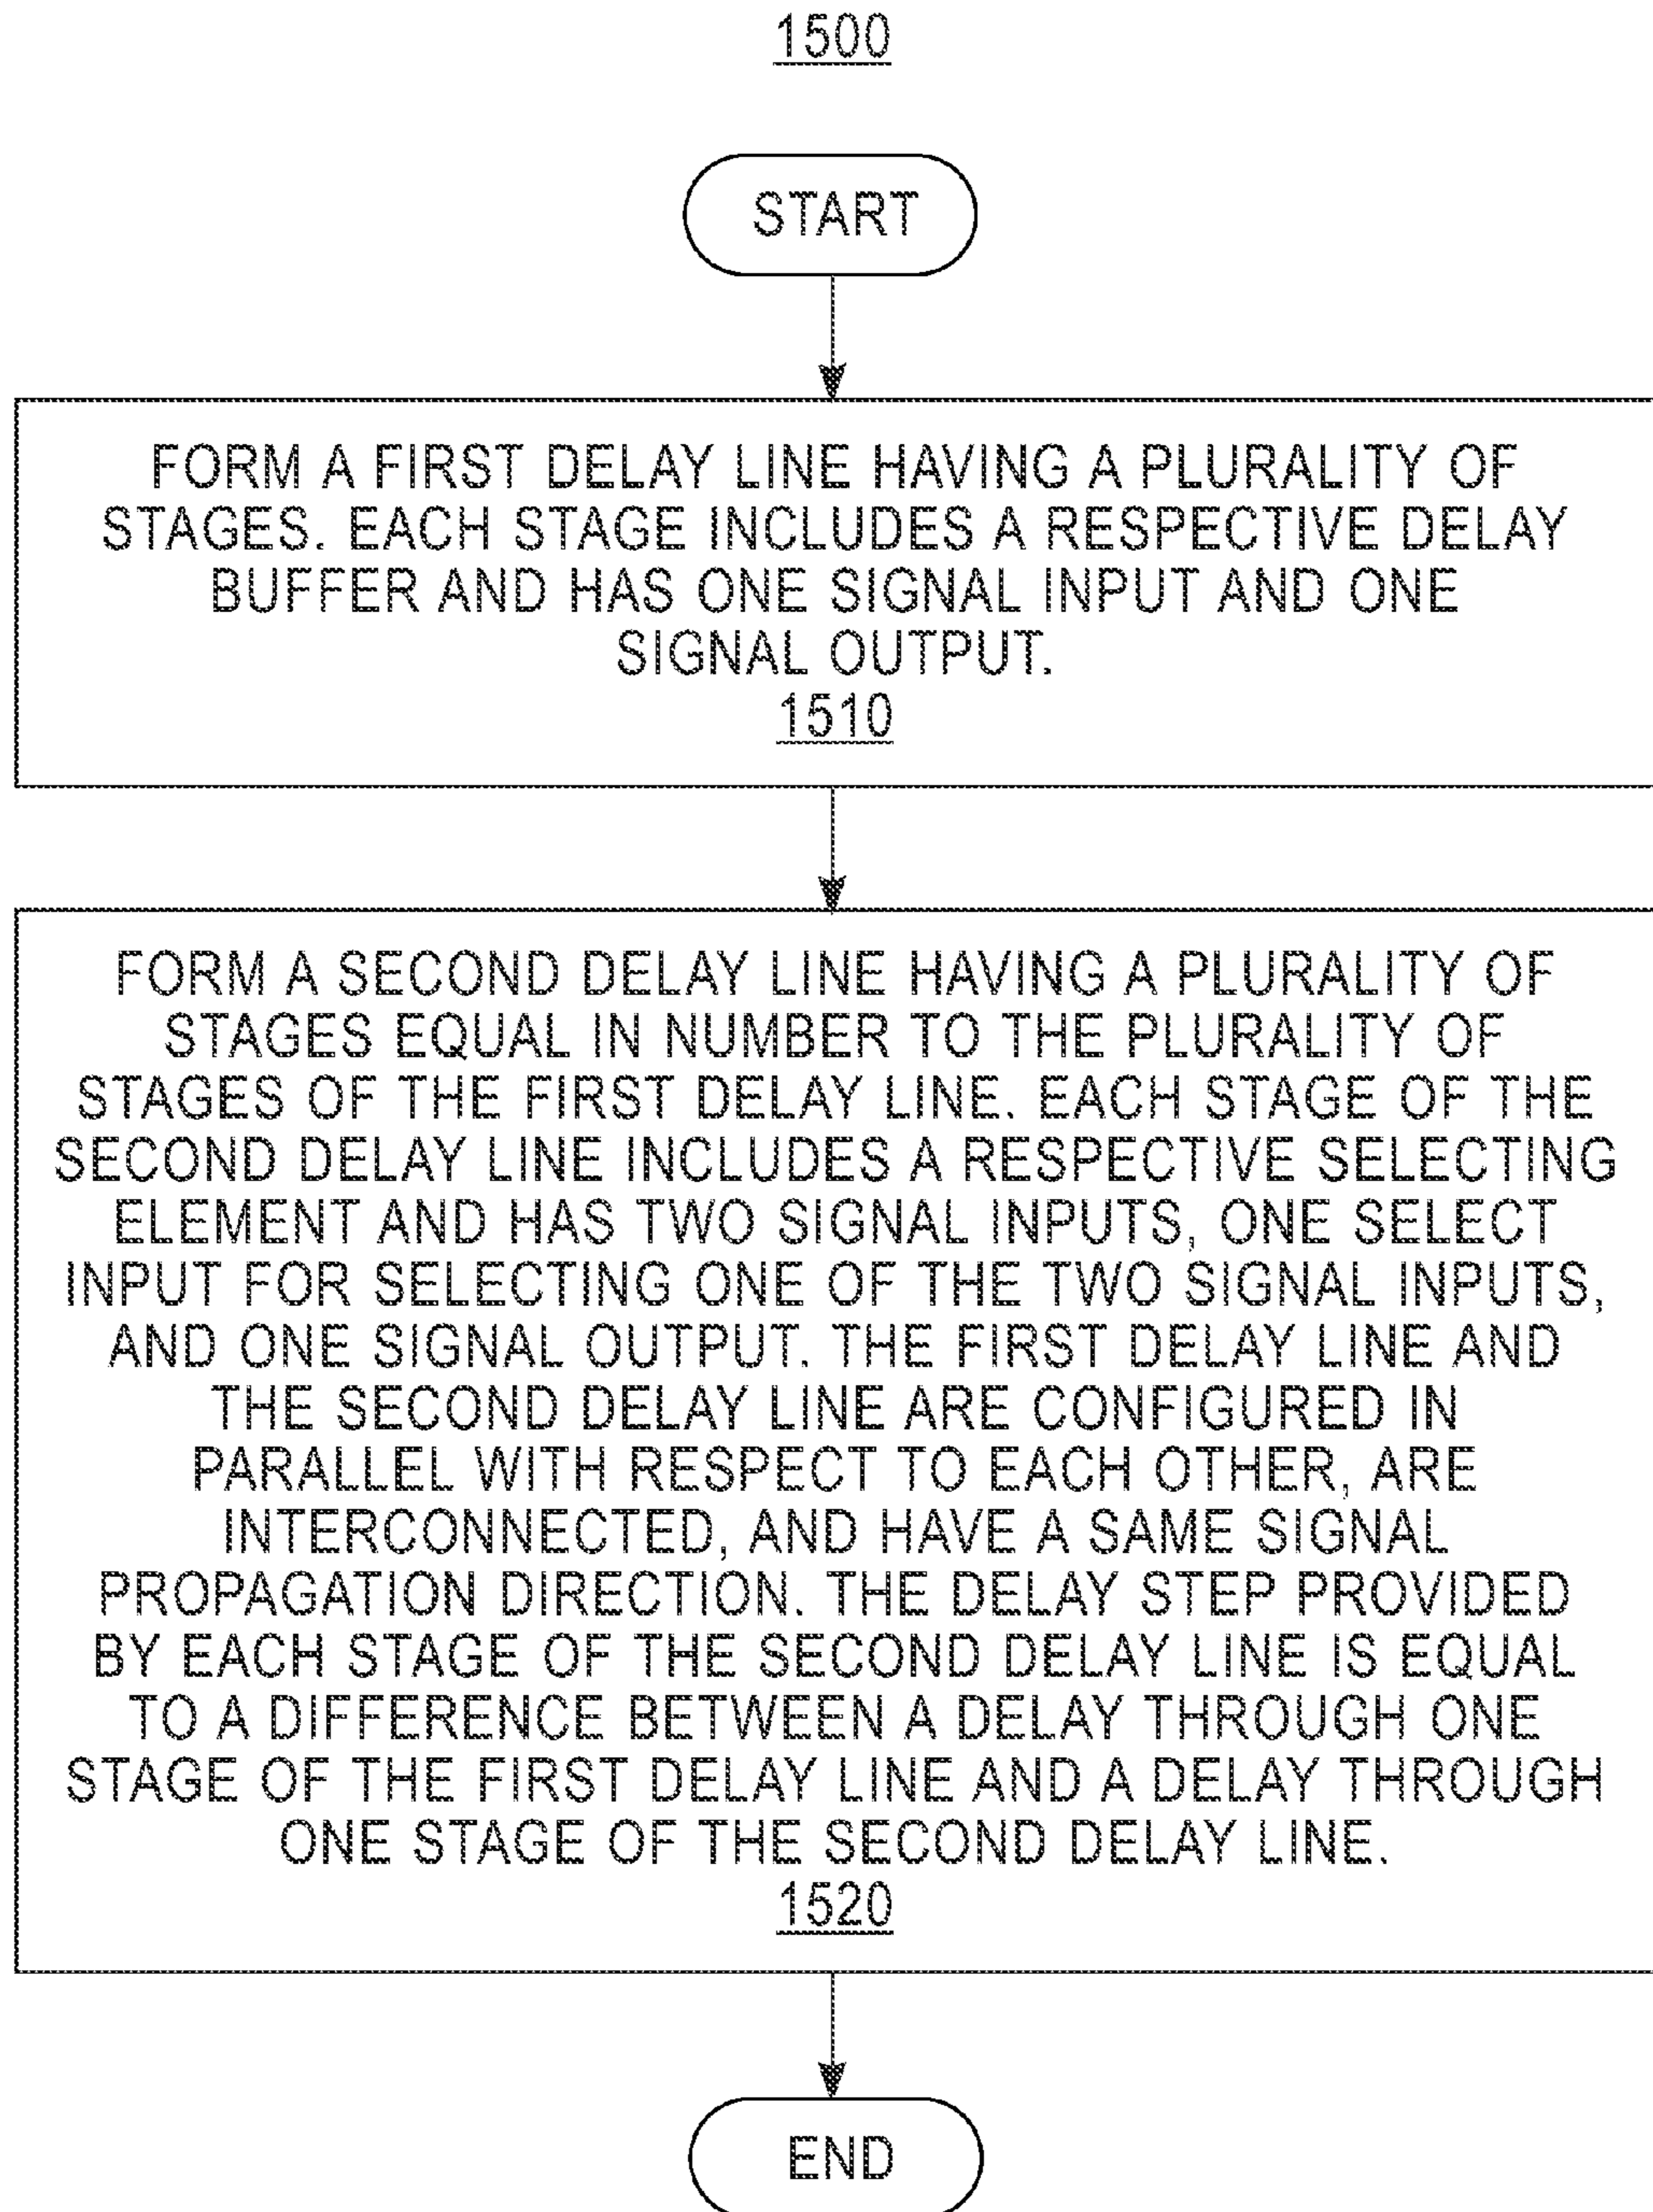 1500
START
FORM A FIRST DELAY LINE HAVING A PLURALITY OF
STAGES. EACH STAGE INCLUDES A RESPECTIVE DELAY
BUFFER AND HAS ONE SIGNAL INPUT AND ONE
SIGNAL OUTPUT.
1510
FORM A SECOND DELAY LINE HAVING A PLURALITY OF
STAGES EQUAL IN NUMBER TO THE PLURALITY OF
STAGES OF THE FIRST DELAY LINE. EACH STAGE OF THE
SECOND DELAY LINE INCLUDES A RESPECTIVE SELECTING
ELEMENT AND HAS TWO SIGNAL INPUTS, ONE SELECT
INPUT FOR SELECTING ONE OF THE TWO SIGNAL INPUTS,
AND ONE SIGNAL OUTPUT. THE FIRST DELAY LINE AND
THE SECOND DELAY LINE ARE CONFIGURED IN
PARALLEL WITH RESPECT TO EACH OTHER, ARE
INTERCONNECTED, AND HAVE A SAME SIGNAL
PROPAGATION DIRECTION. THE DELAY STEP PROVIDED
BY EACH STAGE OF THE SECOND DELAY LINE IS EQUAL
TO A DIFFERENCE BETWEEN A DELAY THROUGH ONE
STAGE OF THE FIRST DELAY LINE AND A DELAY THROUGH
ONE STAGE OF THE SECOND DELAY LINE.
1520
END